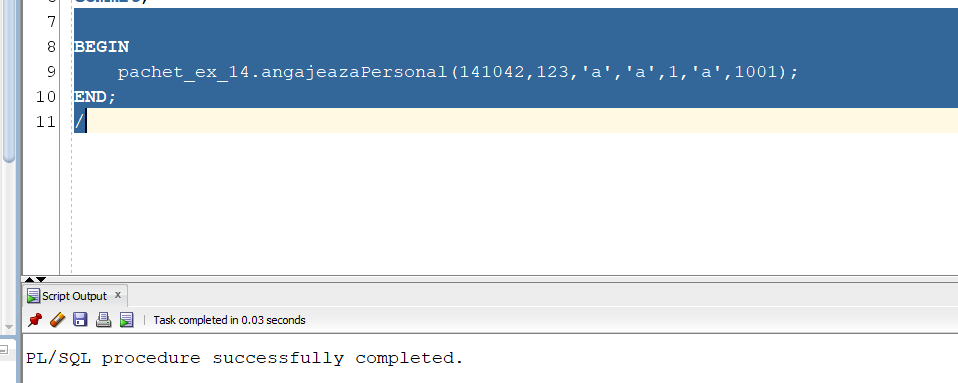 7
8 BEGIN
9 pachet_ex_14.angajeazaPersonal(141042,123,'a','a',1,'a',1001);
10 END;
11 /
Script Output x
Task completed in 0.03 seconds
PL/SQL procedure successfully completed.